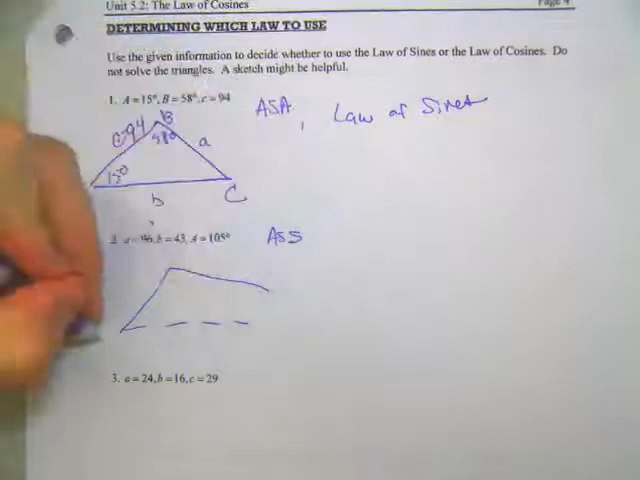 Unit 5.2: The Law of Cosines Page 4
DETERMINING WHICH LAW TO USE
Use the given information to decide whether to use the Law of Sines or the Law of Cosines. Do
not solve the triangles. A sketch might be helpful.
1. A = 15°, B = 58°, c = 94 ASA, Law of Sines
B
c=94 58° a
15°
b C
2. a = 46, b = 43, A = 105° ASS
3. a = 24, b = 16, c = 29